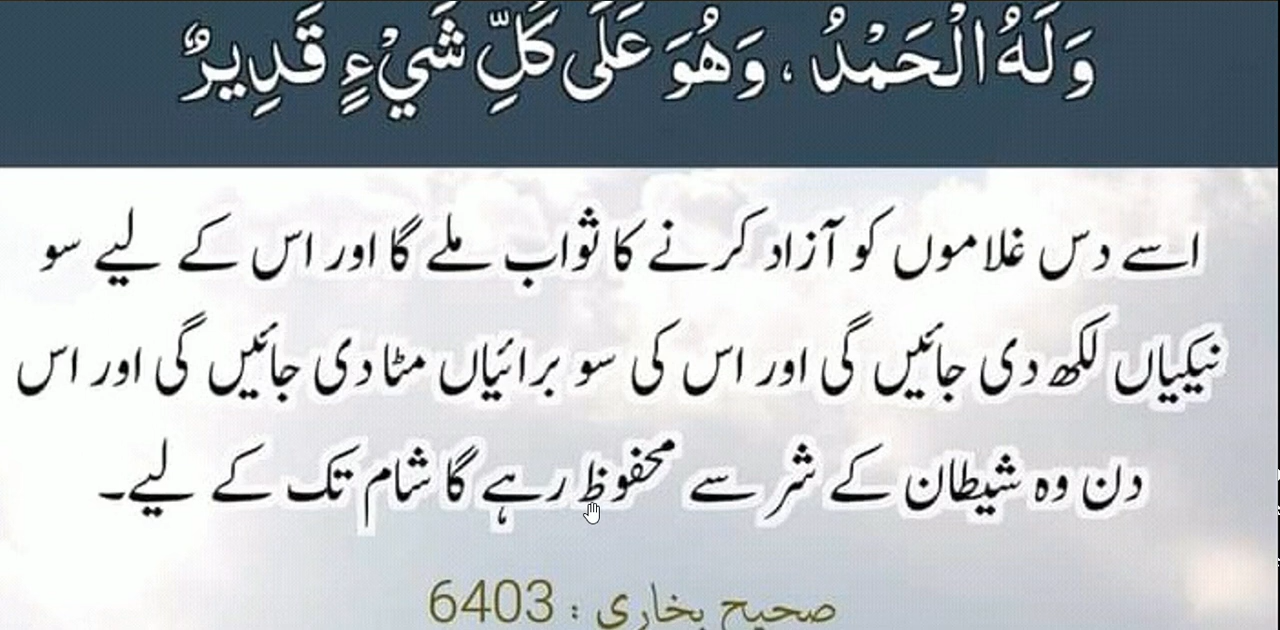 وَلَهُ الْحَمْدُ ، وَهُوَ عَلَى كُلِّ شَيْءٍ قَدِيرٌ
اسے دس غلاموں کو آزاد کرنے کا ثواب ملے گا اور اس کے لیے سو
نیکیاں لکھ دی جائیں گی اور اس کی سو برائیاں مٹا دی جائیں گی اور اس
دن وہ شیطان کے شر سے محفوظ رہے گا شام تک کے لیے۔
صحیح بخاری : 6403